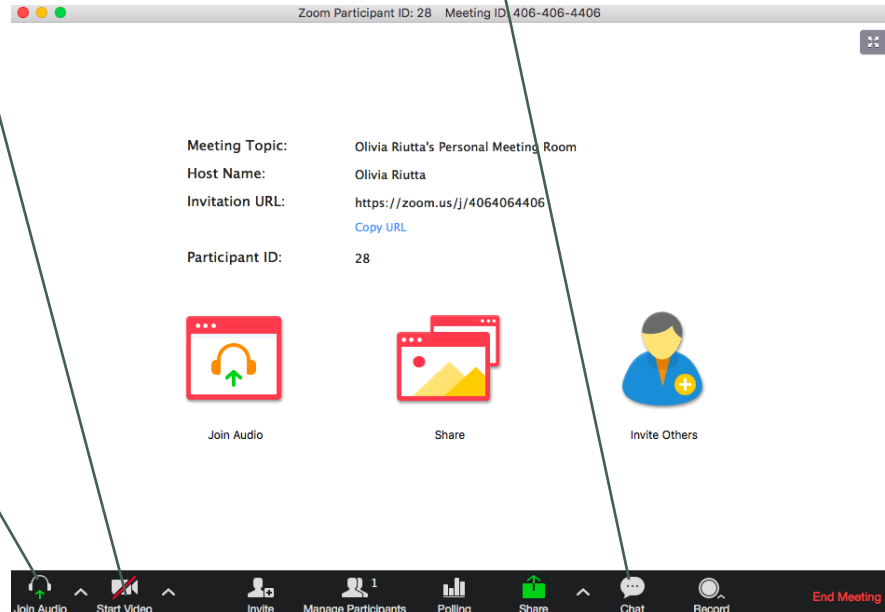 Zoom Participant ID: 28 Meeting ID: 406-406-4406
Meeting Topic: Olivia Riutta's Personal Meeting Room
Host Name: Olivia Riutta
Invitation URL: https://zoom.us/j/4064064406
Copy URL
Participant ID: 28
Join Audio Share Invite Others
1
Join Audio Start Video Invite Manage Participants Polling Share Chat Record End Meeting